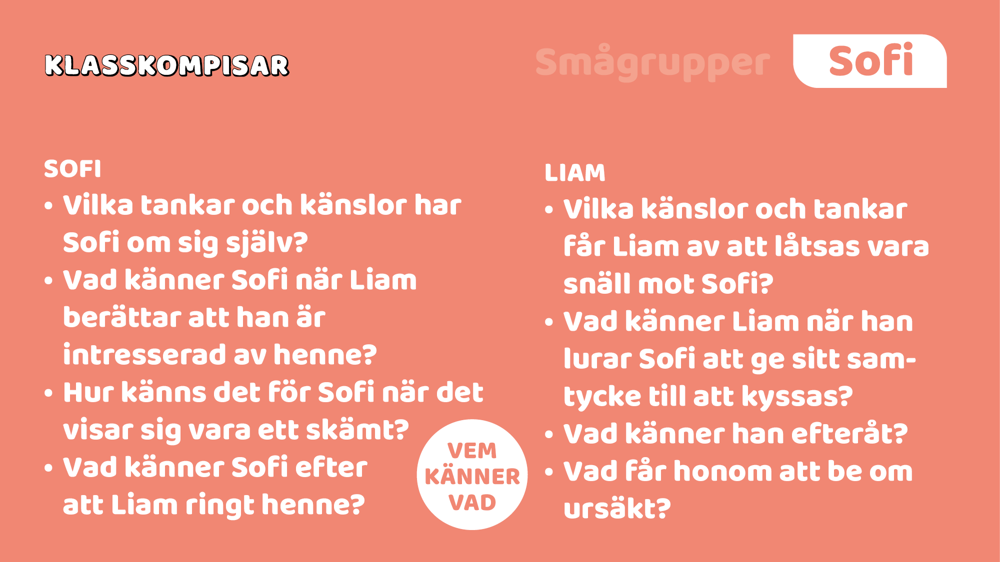 KLASSKOMPISAR
Smågrupper
Sofi
SOFI
• Vilka tankar och känslor har
Sofi om sig själv?
• Vad känner Sofi när Liam
berättar att han är
intresserad av henne?
• Hur känns det för Sofi när det
visar sig vara ett skämt?
• Vad känner Sofi efter
att Liam ringt henne?
VEM
KÄNNER
VAD
LIAM
• Vilka känslor och tankar
får Liam av att låtsas vara
snäll mot Sofi?
• Vad känner Liam när han
lurar Sofi att ge sitt sam-
tycke till att kyssas?
• Vad känner han efteråt?
• Vad får honom att be om
ursäkt?